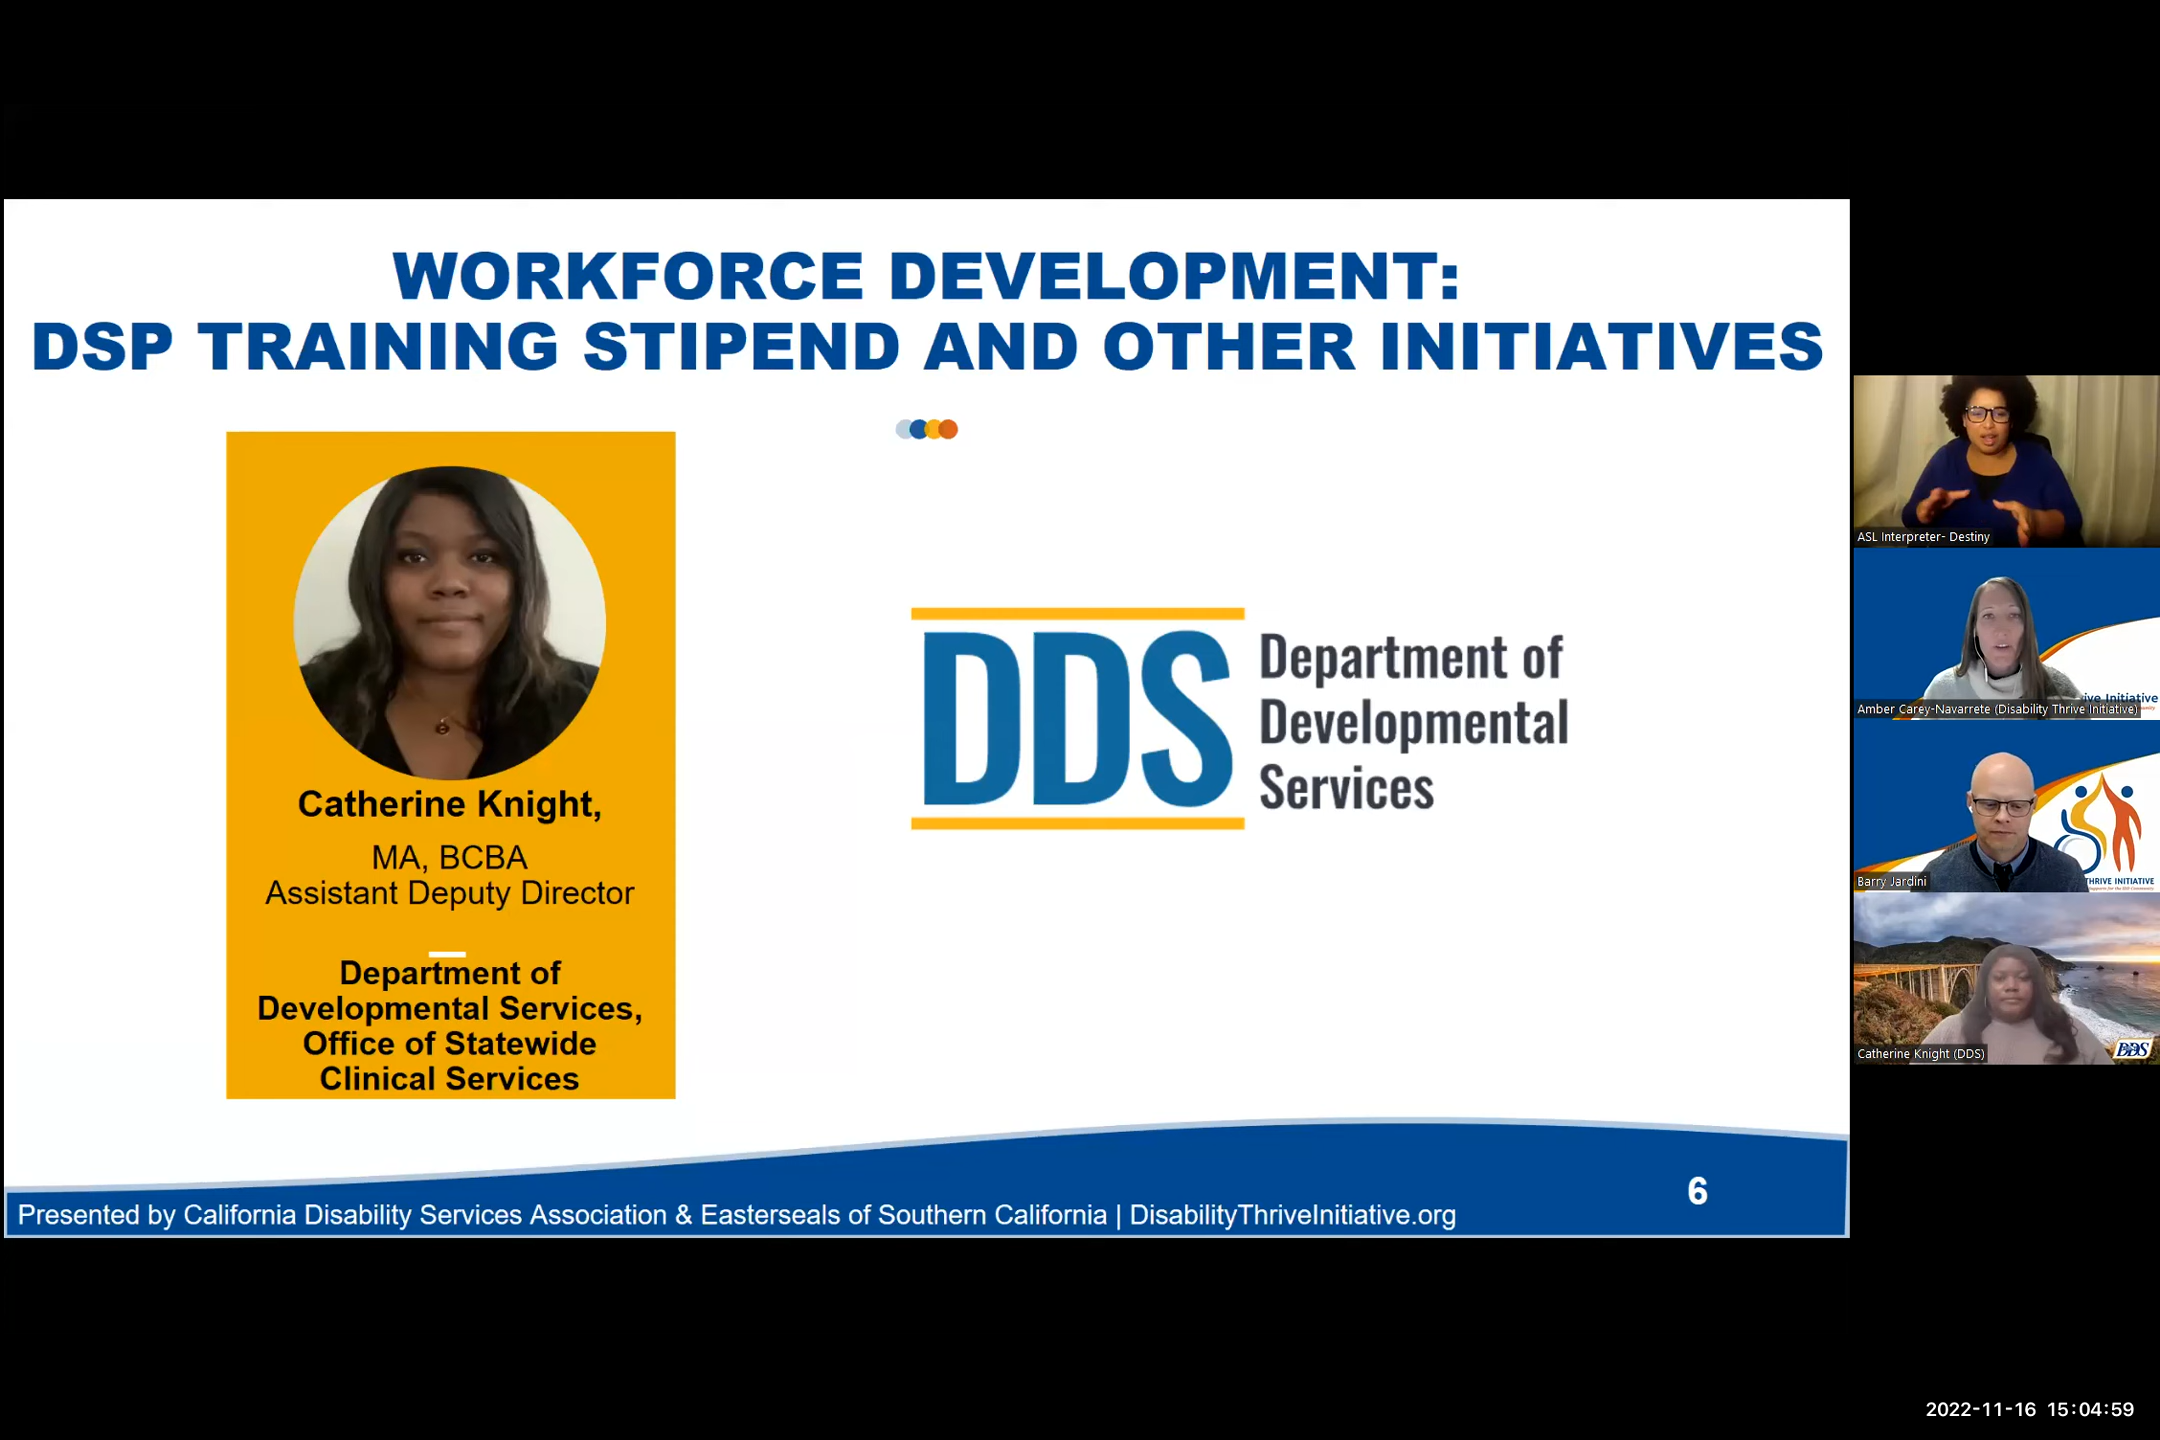 WORKFORCE DEVELOPMENT:
DSP TRAINING STIPEND AND OTHER INITIATIVES
Catherine Knight,
MA, BCBA
Assistant Deputy Director
Department of
Developmental Services,
Office of Statewide
Clinical Services
DDS
Department of
Developmental
Services
Presented by California Disability Services Association & Easterseals of Southern California | DisabilityThriveInitiative.org
6
ASL Interpreter- Destiny
Initiative
Amber Carey-Navarrete (Disability Thrive Initiative)
THRIVE INITIATIVE
Barry Jardini
DDS
Catherine Knight (DDS)
2022-11-16 15:04:59